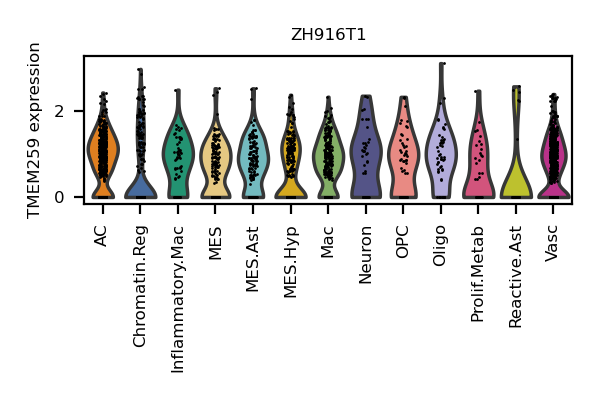 ZH916T1
TMEM259 expression
2
0
AC
Chromatin.Reg
Inflammatory.Mac
MES
MES.Ast
MES.Hyp
Mac
Neuron
OPC
Oligo
Prolif.Metab
Reactive.Ast
Vasc